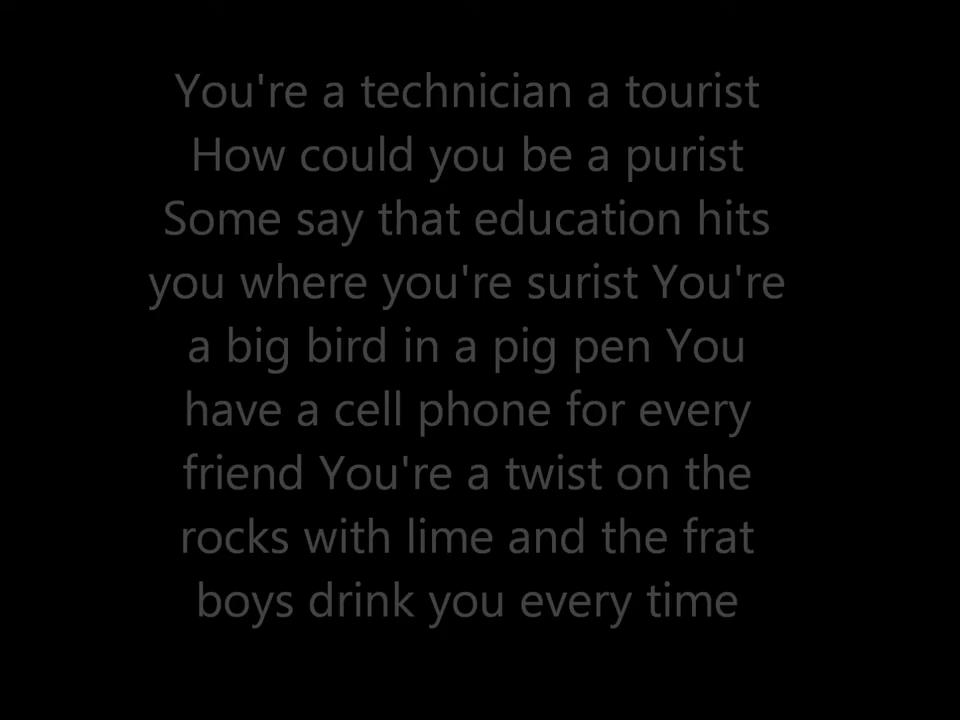 You're a technician a tourist
How could you be a purist
Some say that education hits
you where you're surist You're
a big bird in a pig pen You
have a cell phone for every
friend You're a twist on the
rocks with lime and the frat
boys drink you every time